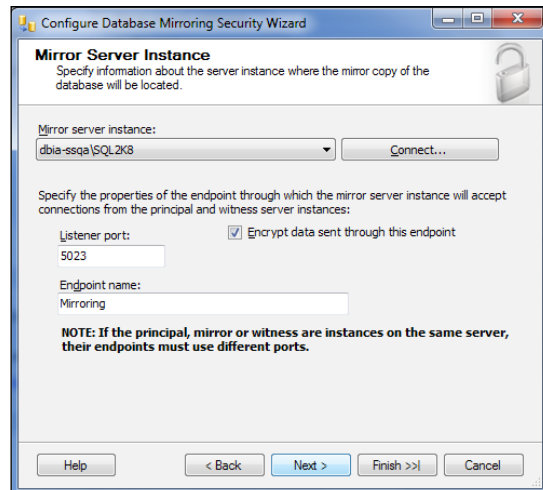 Configure Database Mirroring Security Wizard
Mirror Server Instance
Specify information about the server instance where the mirror copy of the
database will be located.
Mirror server instance:
dbia-ssqa\SQL2K8
Connect...
Specify the properties of the endpoint through which the mirror server instance will accept
connections from the principal and witness server instances:
Listener port:
Encrypt data sent through this endpoint
5023
Endpoint name:
Mirroring
NOTE: If the principal, mirror or witness are instances on the same server,
their endpoints must use different ports.
Help
< Back
Next >
Finish >>|
Cancel